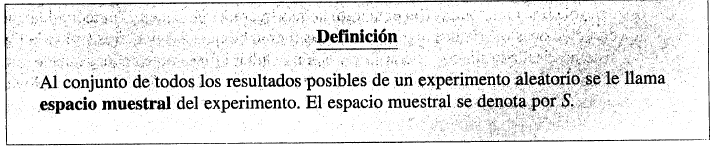 Definición
Al conjunto de todos los resultados posibles de un experimento aleatorio se le llama
espacio muestral del experimento. El espacio muestral se denota por S.